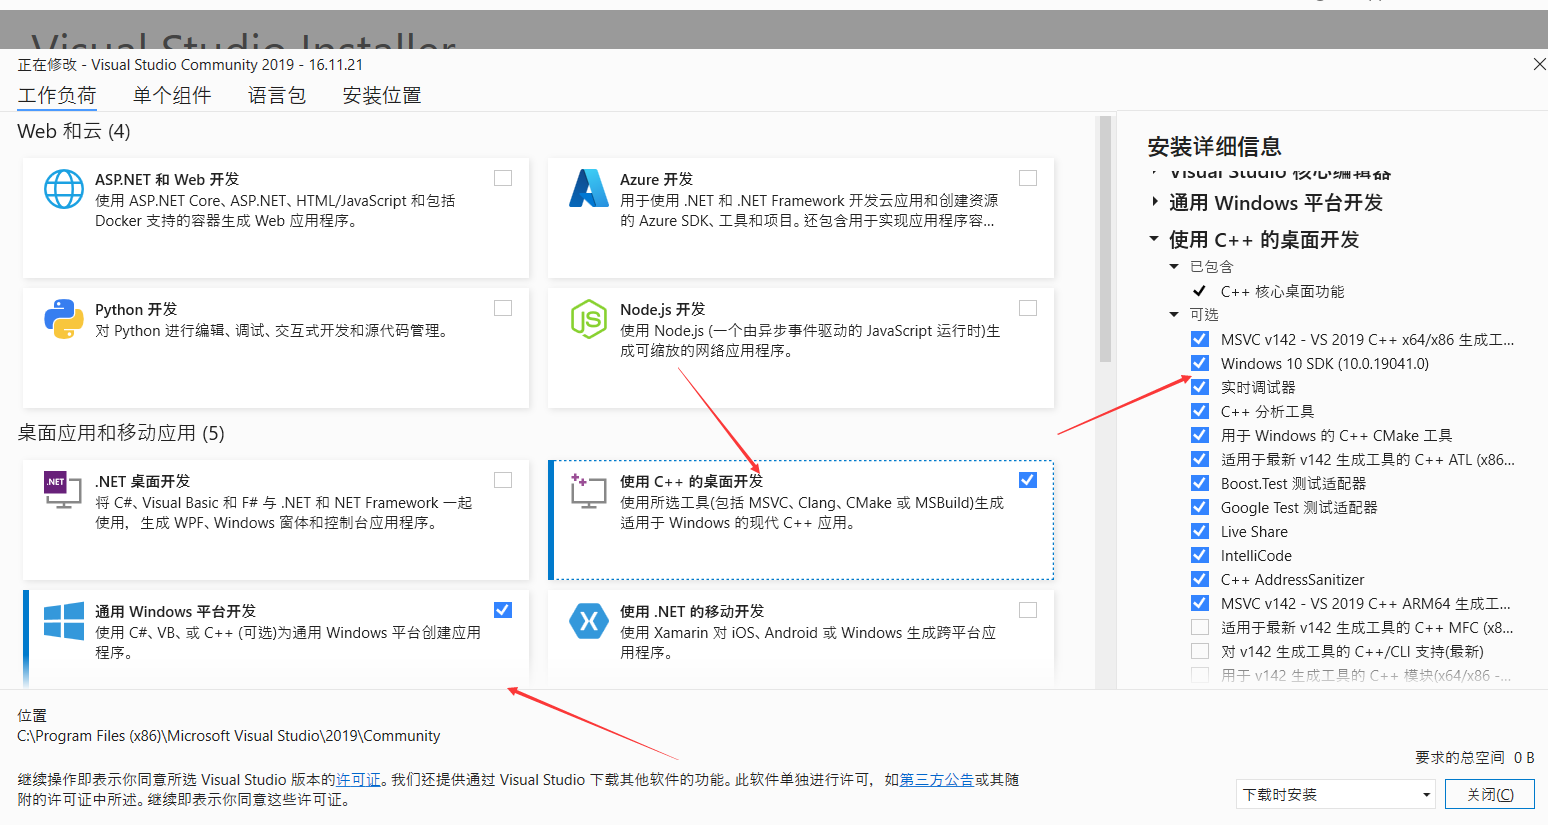 Visual Studio Installer
正在修改 - Visual Studio Community 2019 - 16.11.21
工作负荷 单个组件 语言包 安装位置
Web 和云 (4)
ASP.NET 和 Web 开发
使用 ASP.NET Core、ASP.NET、HTML/JavaScript 和包括
Docker 支持的容器生成 Web 应用程序。
Azure 开发
用于使用 .NET 和 .NET Framework 开发云应用和创建资源
的 Azure SDK、工具和项目。还包含用于实现应用程序容...
Python 开发
对 Python 进行编辑、调试、交互式开发和源代码管理。
Node.js 开发
使用 Node.js (一个由异步事件驱动的 JavaScript 运行时)生
成可缩放的网络应用程序。
JS
桌面应用和移动应用 (5)
.NET
.NET 桌面开发
将 C#、Visual Basic 和 F# 与 .NET 和 NET Framework 一起
使用，生成 WPF、Windows 窗体和控制台应用程序。
使用 C++ 的桌面开发
使用所选工具(包括 MSVC、Clang、CMake 或 MSBuild)生成
适用于 Windows 的现代 C++ 应用。
通用 Windows 平台开发
使用 C#、VB、或 C++ (可选)为通用 Windows 平台创建应用
程序。
使用 .NET 的移动开发
使用 Xamarin 对 iOS、Android 或 Windows 生成跨平台应
用程序。
安装详细信息
Visual Studio 核心编辑器
通用 Windows 平台开发
使用 C++ 的桌面开发
已包含
C++ 核心桌面功能
可选
MSVC v142 - VS 2019 C++ x64/x86 生成工...
Windows 10 SDK (10.0.19041.0)
实时调试器
C++ 分析工具
用于 Windows 的 C++ CMake 工具
适用于最新 v142 生成工具的 C++ ATL (x86...
Boost.Test 测试适配器
Google Test 测试适配器
Live Share
IntelliCode
C++ AddressSanitizer
MSVC v142 - VS 2019 C++ ARM64 生成工...
适用于最新 v142 生成工具的 C++ MFC (x8...
对 v142 生成工具的 C++/CLI 支持(最新)
用于 v142 生成工具的 C++ 模块(x64/x86 -...
位置
C:\Program Files (x86)\Microsoft Visual Studio\2019\Community
继续操作即表示你同意所选 Visual Studio 版本的许可证。我们还提供通过 Visual Studio 下载其他软件的功能。此软件单独进行许可，如第三方公告或其随
附的许可证中所述。继续即表示你同意这些许可证。
要求的总空间 0 B
下载时安装
关闭(C)